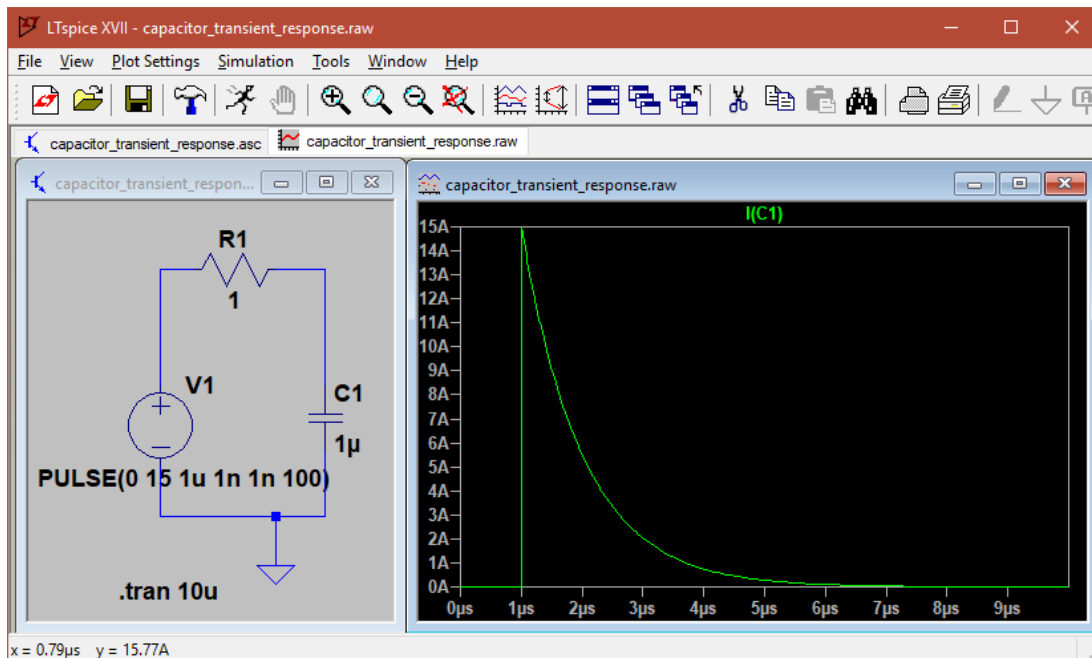 LTspice XVII - capacitor_transient_response.raw
File View Plot Settings Simulation Tools Window Help
capacitor_transient_response.asc capacitor_transient_response.raw
capacitor_transient_respon...
R1
1
V1
C1
1µ
PULSE(0 15 1u 1n 1n 100)
.tran 10u
capacitor_transient_response.raw
I(C1)
15A
14A
13A
12A
11A
10A
9A
8A
7A
6A
5A
4A
3A
2A
1A
0A
0µs 1µs 2µs 3µs 4µs 5µs 6µs 7µs 8µs 9µs
x = 0.79µs y = 15.77A